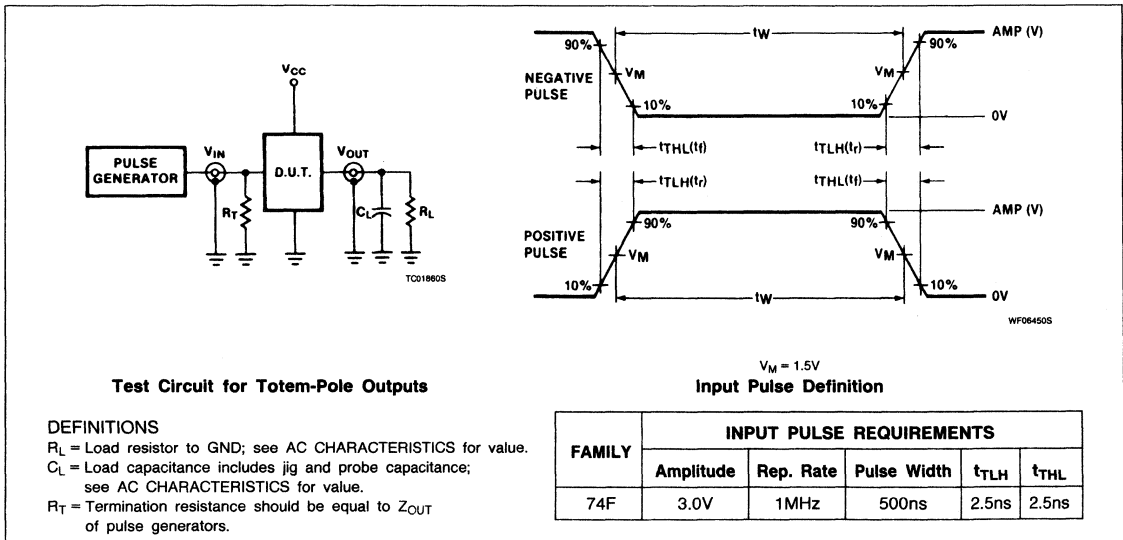 VCC
PULSE
GENERATOR
VIN
D.U.T.
VOUT
RT
CL
RL
TC01860S
Test Circuit for Totem-Pole Outputs
DEFINITIONS
RL = Load resistor to GND; see AC CHARACTERISTICS for value.
CL = Load capacitance includes jig and probe capacitance;
see AC CHARACTERISTICS for value.
RT = Termination resistance should be equal to ZOUT
of pulse generators.
tW
AMP (V)
90%
90%
NEGATIVE
PULSE
VM
VM
10%
10%
0V
tTHL(tf)
tTLH(tr)
tTLH(tr)
tTHL(tf)
AMP (V)
90%
90%
POSITIVE
PULSE
VM
VM
10%
10%
tW
0V
WF06450S
VM = 1.5V
Input Pulse Definition
FAMILY
INPUT PULSE REQUIREMENTS
Amplitude Rep. Rate Pulse Width tTLH tTHL
74F 3.0V 1MHz 500ns 2.5ns 2.5ns